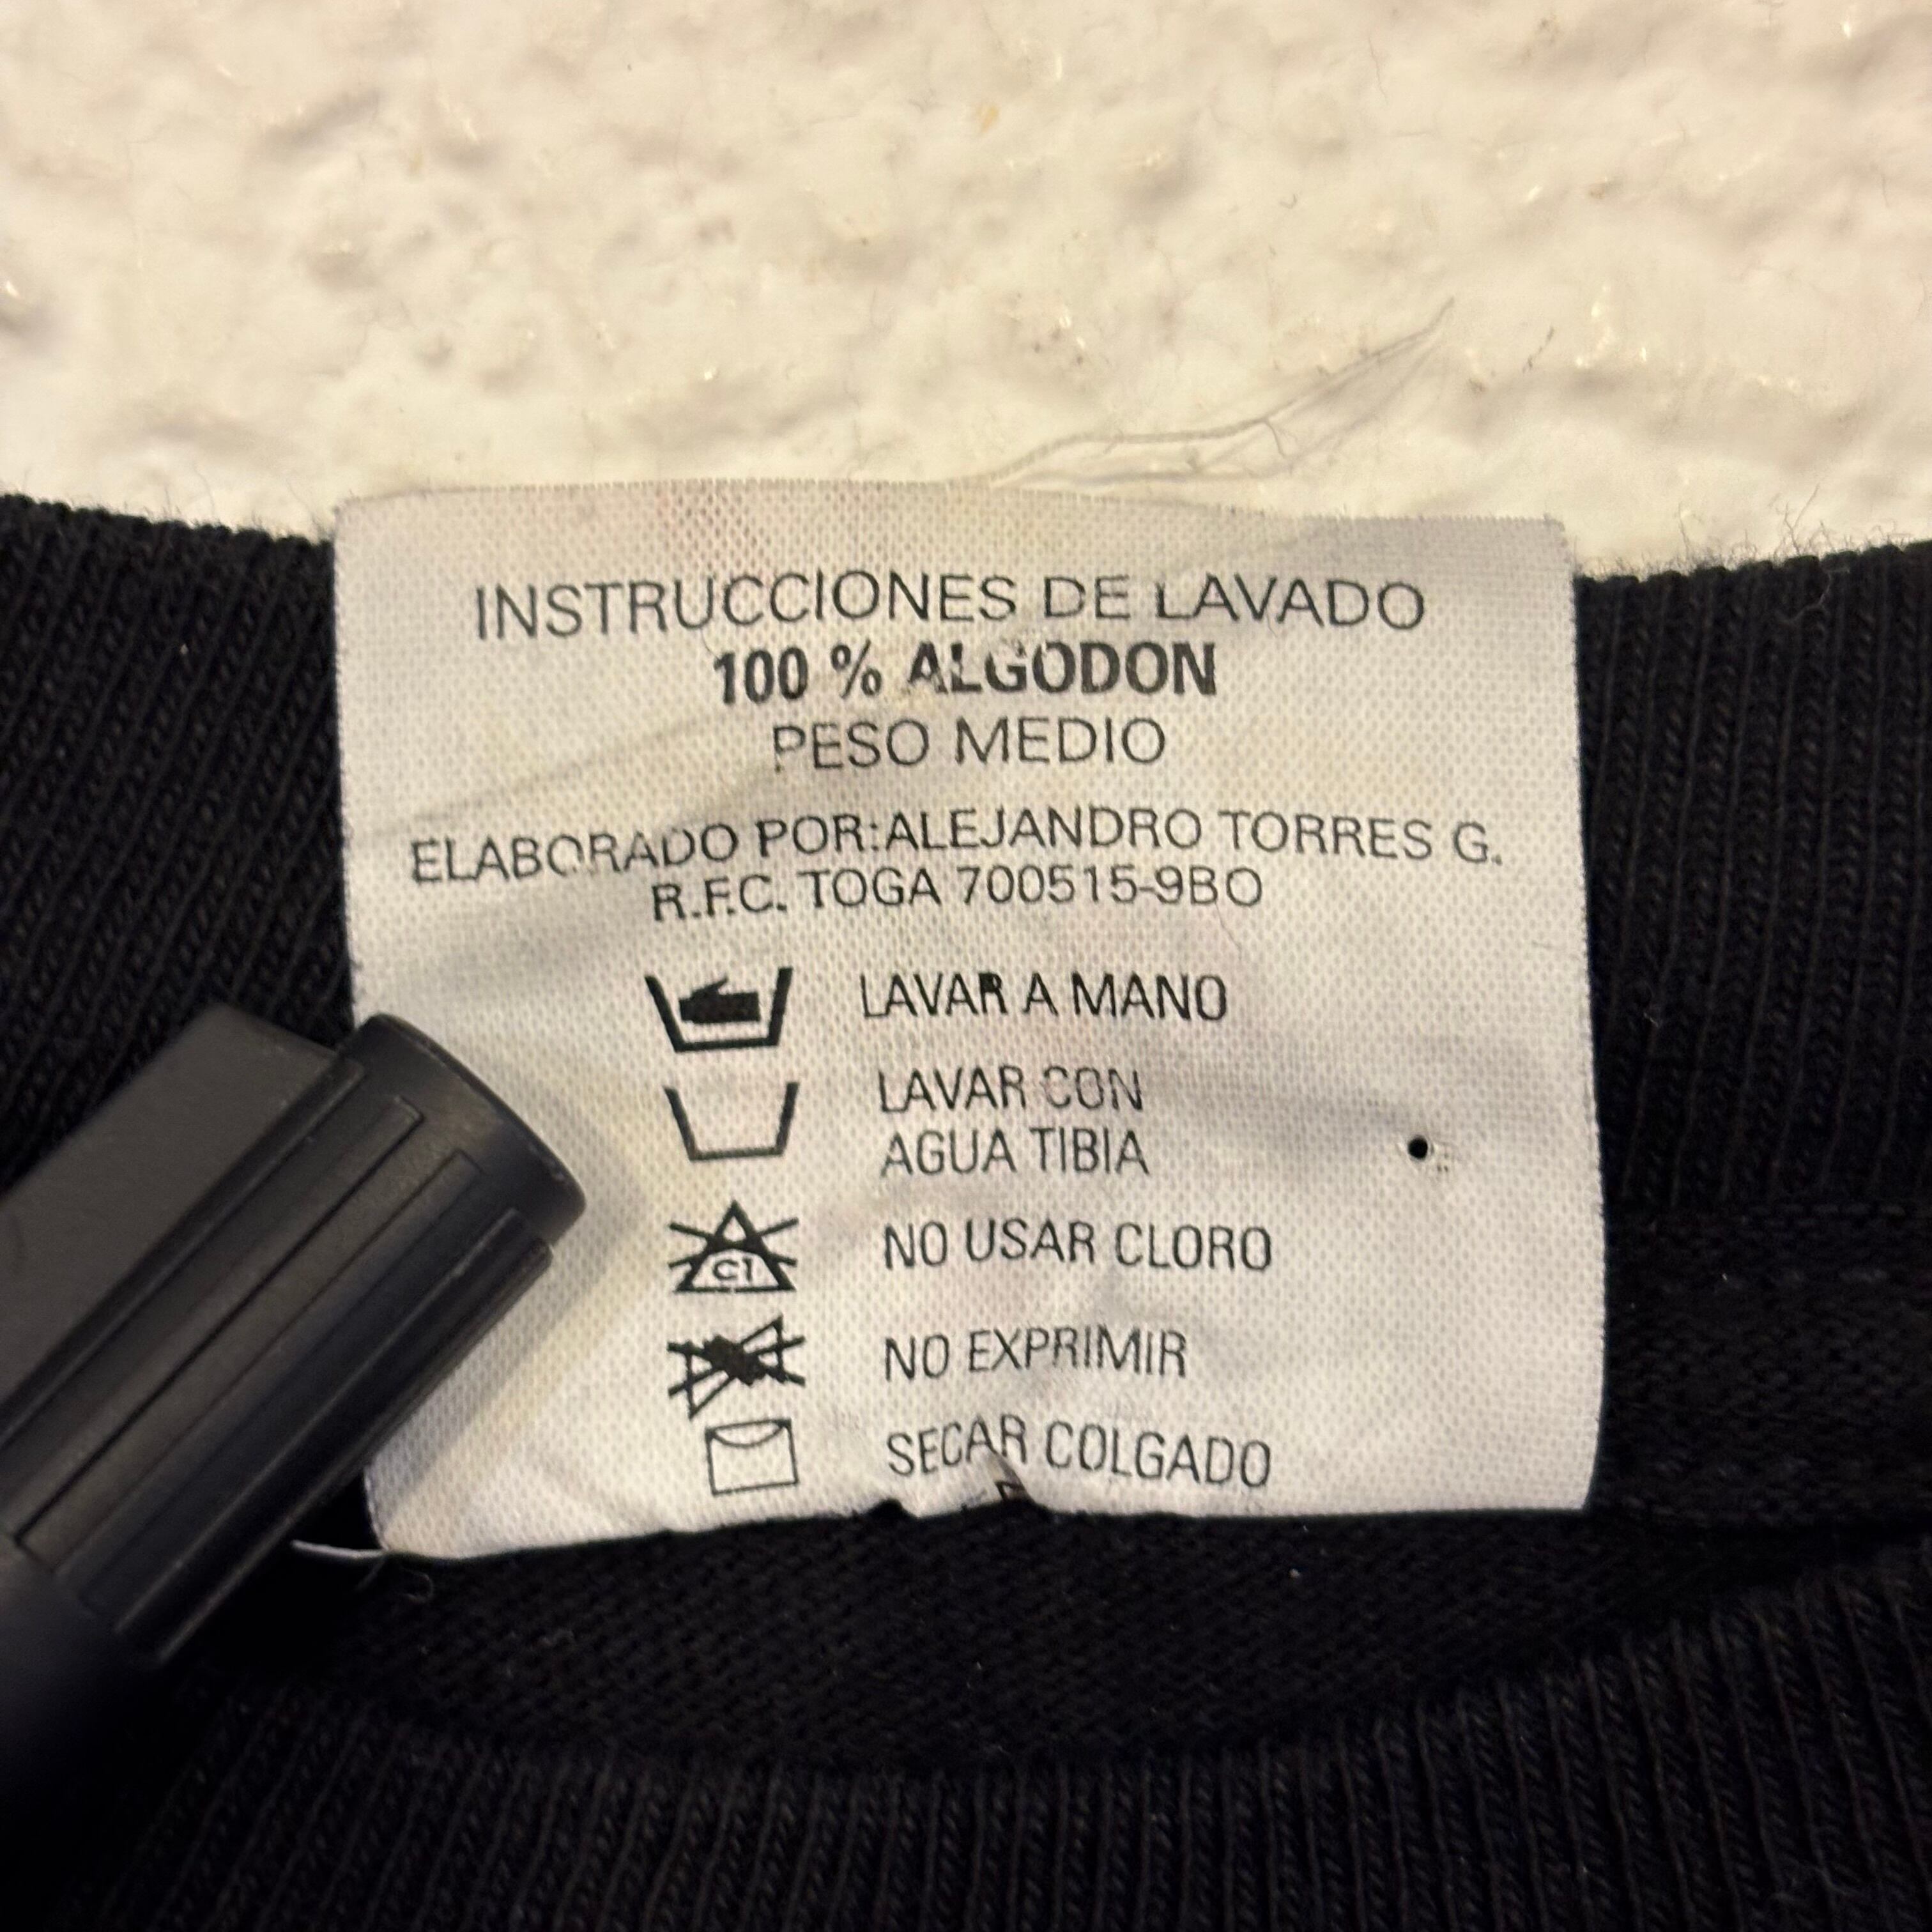 INSTRUCCIONES DE LAVADO
100 % ALGODON
PESO MEDIO
ELABORADO POR:ALEJANDRO TORRES G.
R.F.C. TOGA 700515-9BO
LAVAR A MANO
LAVAR CON
AGUA TIBIA
Cl NO USAR CLORO
NO EXPRIMIR
SECAR COLGADO